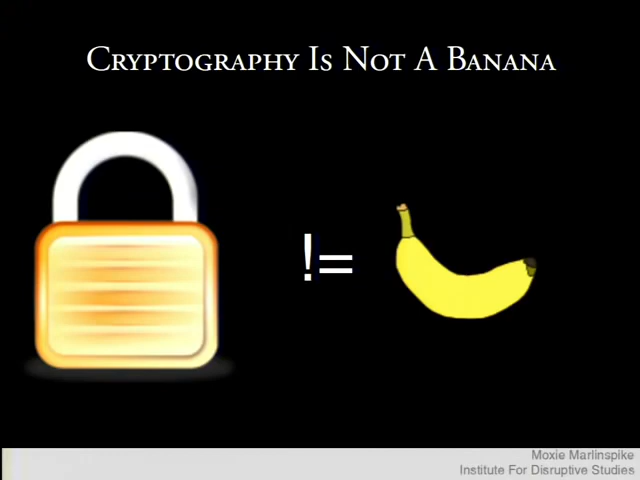 Cryptography Is Not A Banana
!=
Moxie Marlinspike
Institute For Disruptive Studies